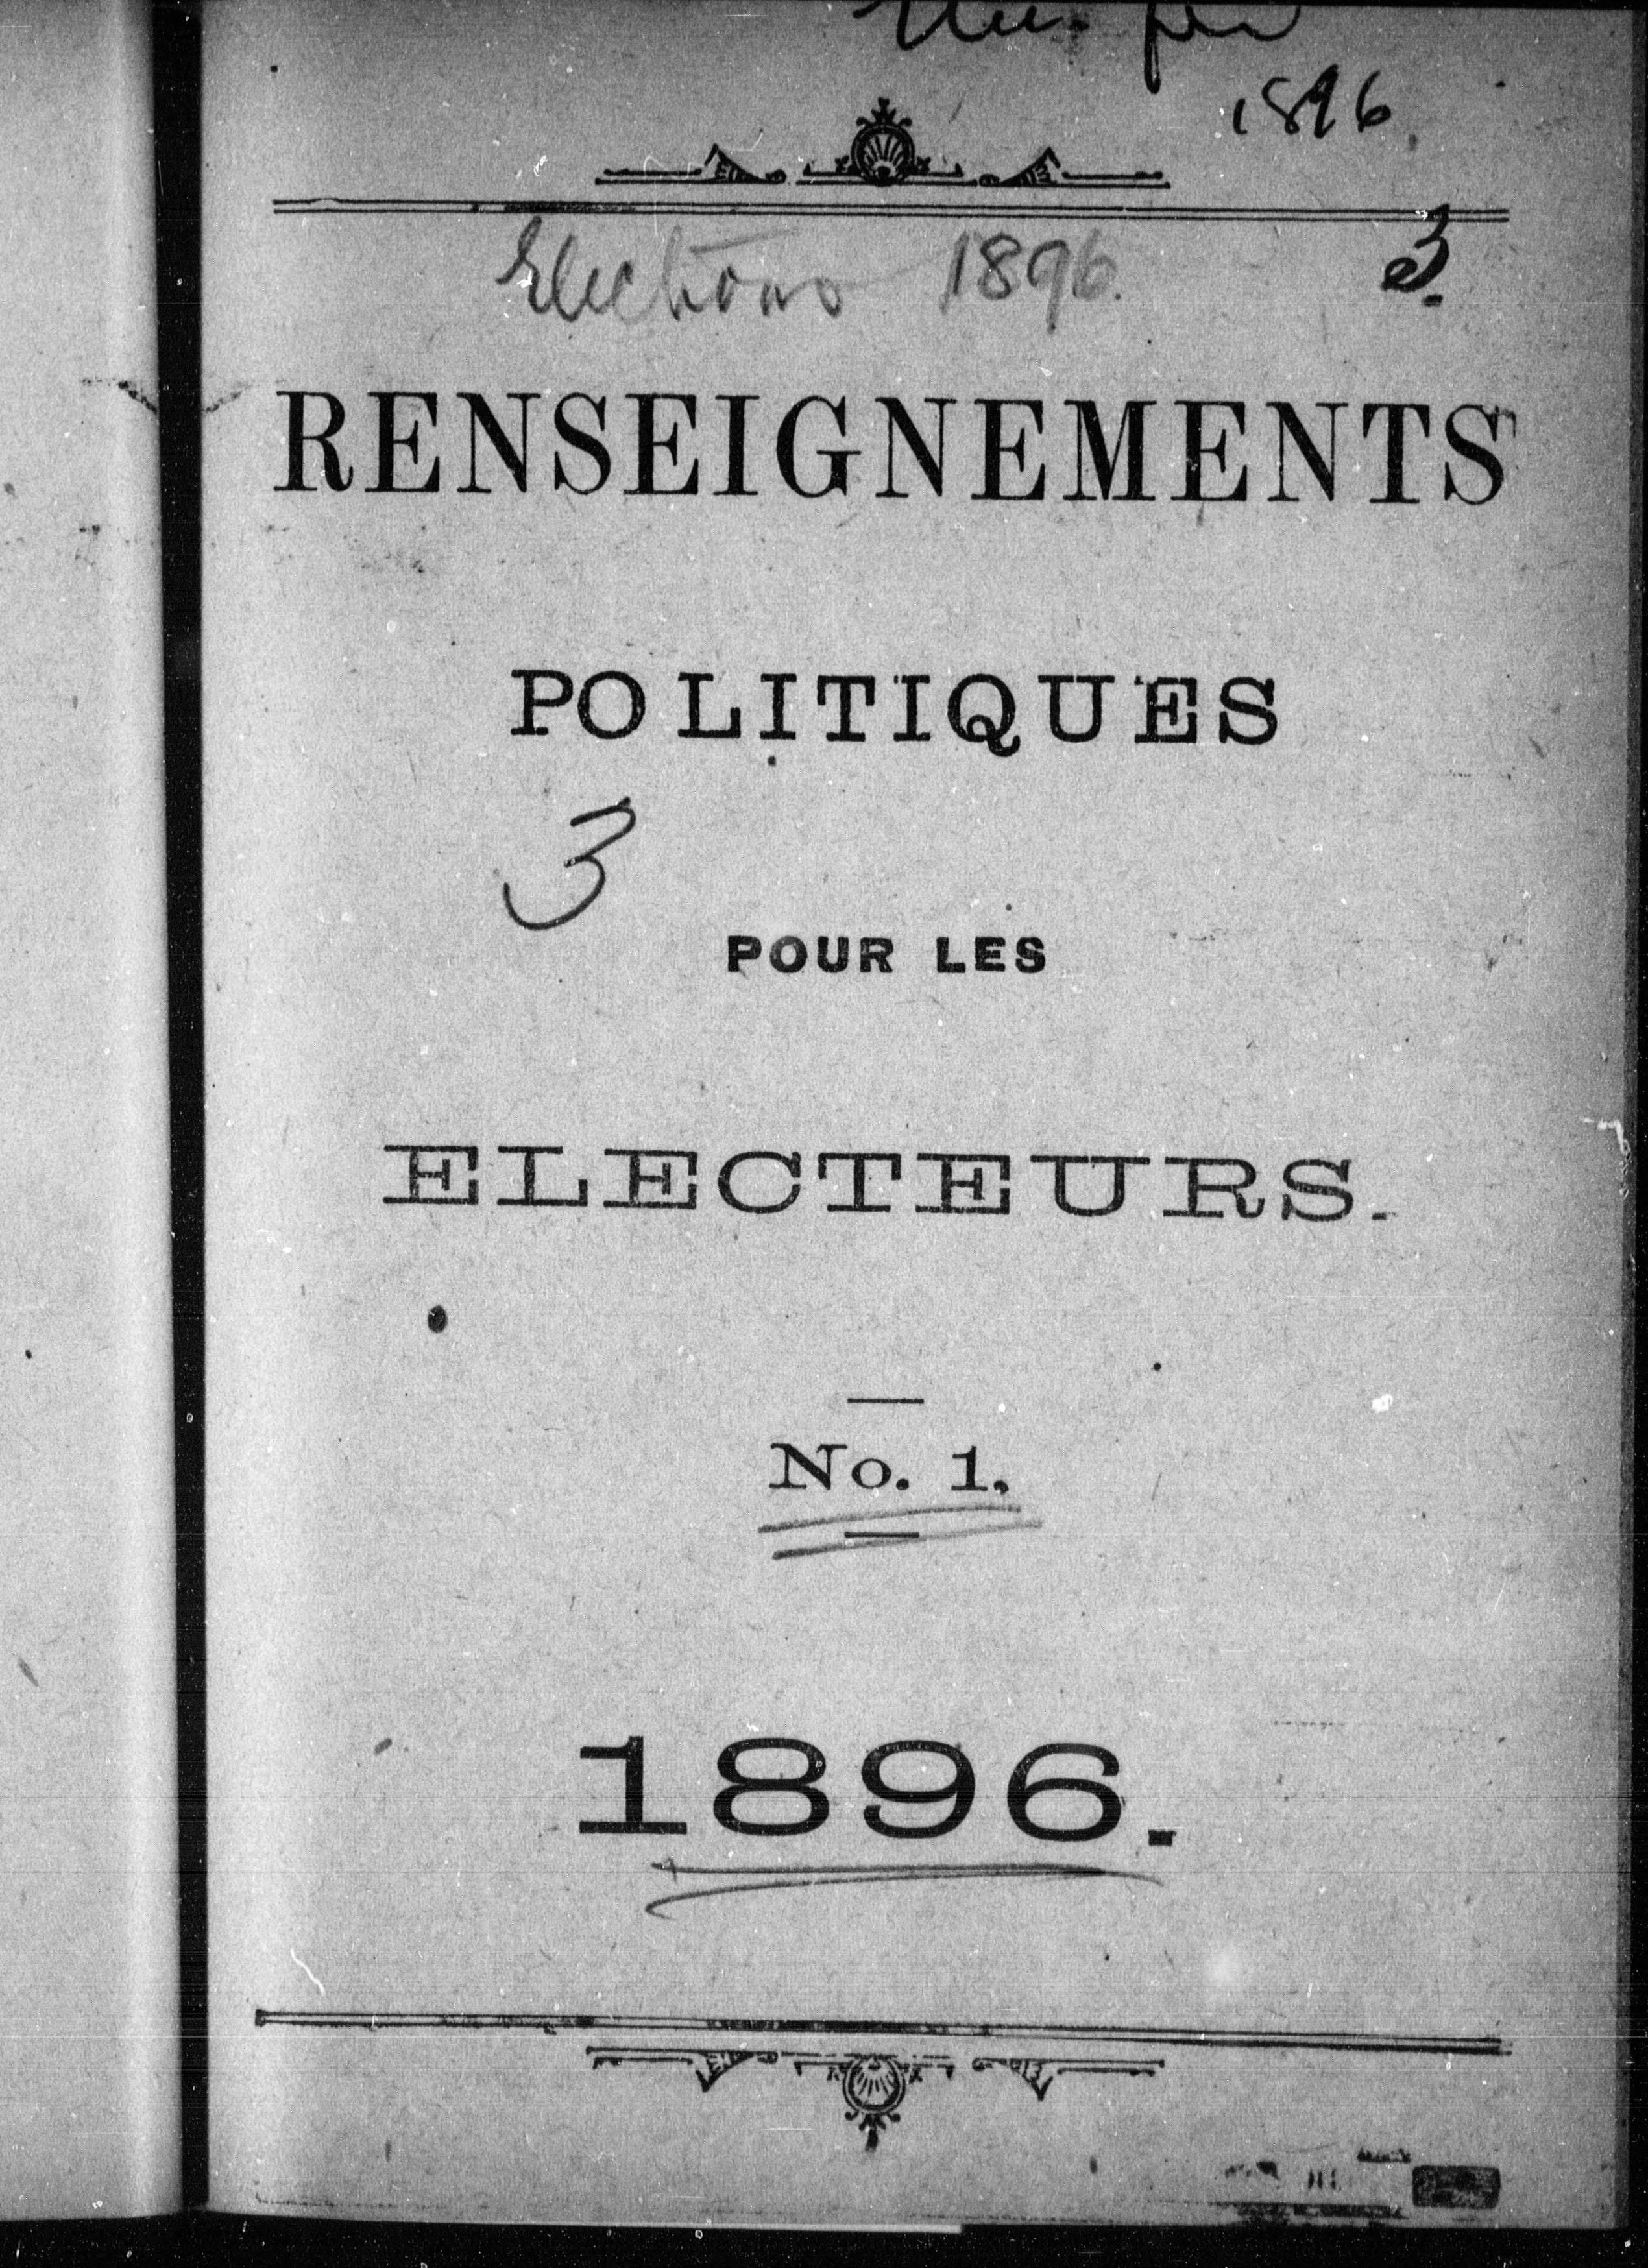 1896
Elections 1896.
3.
RENSEIGNEMENTS
POLITIQUES
3
POUR LES
ELECTEURS.
No. 1.
1896.